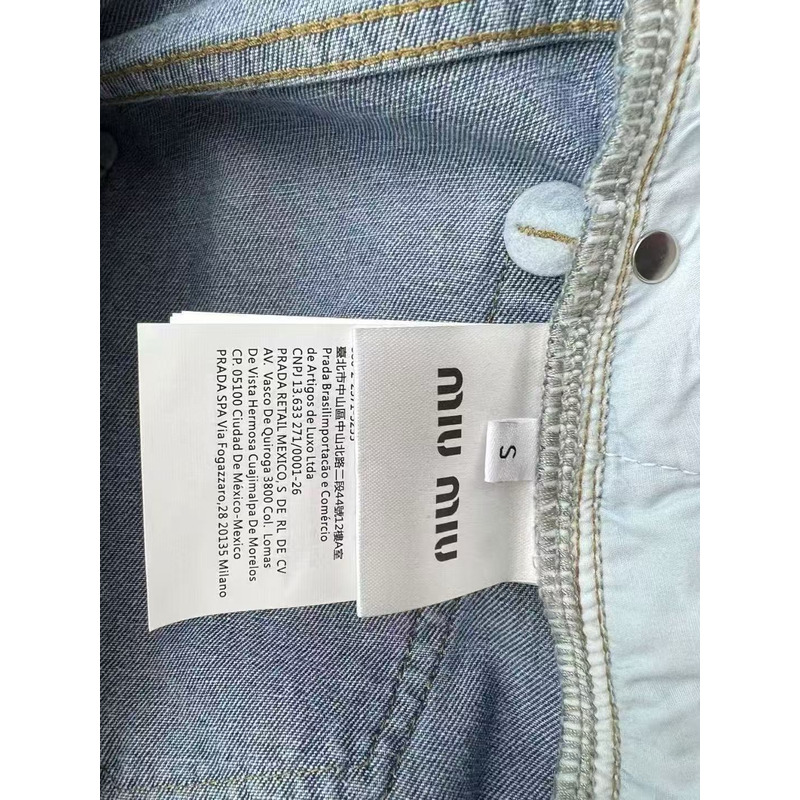 MIU MIU
S
臺北市中山區中山北路二段44號12樓A室
Prada Brasilimportacão e Comércio
de Artigos de Luxo Ltda
CNPJ 13.633 271/0001-26
PRADA RETAIL MEXICO, S DE RL DE CV
AV. Vasco De Quiroga 3800 Col. Lomas
De Vista Hermosa Cuajimalpa De Morelos
CP. 05100 Ciudad De México-Mexico
PRADA SPA Via Fogazzaro,28 20135 Milano